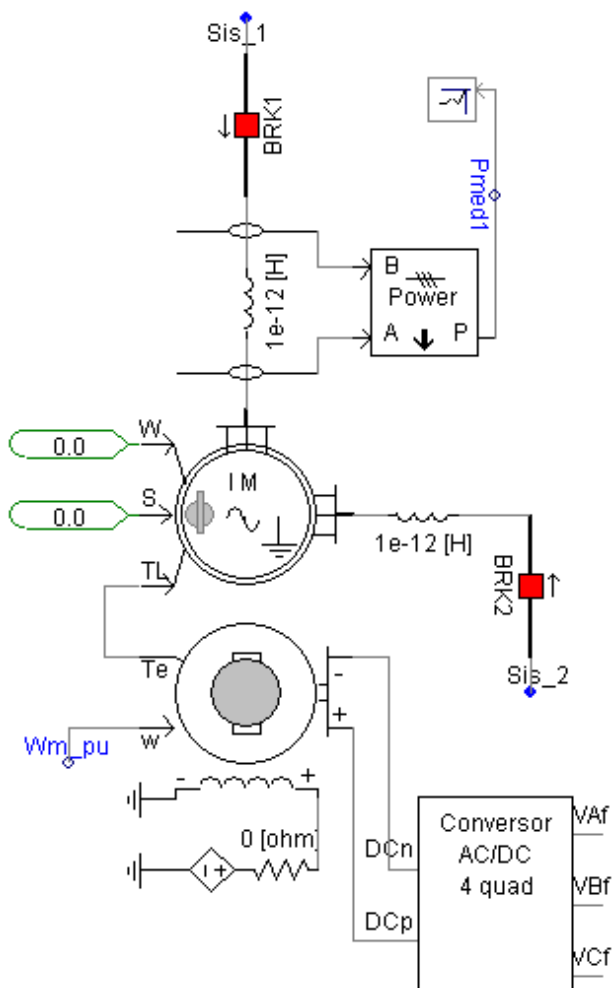 Sis_1
BRK1
Pmed1
B
Power
A
P
1e-12 [H]
W
0.0
S
0.0
TL
I M
1e-12 [H]
BRK2
Sis_2
Te
w
Wm_pu
-
+
-
+
0 [ohm]
+
DCn
DCp
Conversor
AC/DC
4 quad
VAf
VBf
VCf